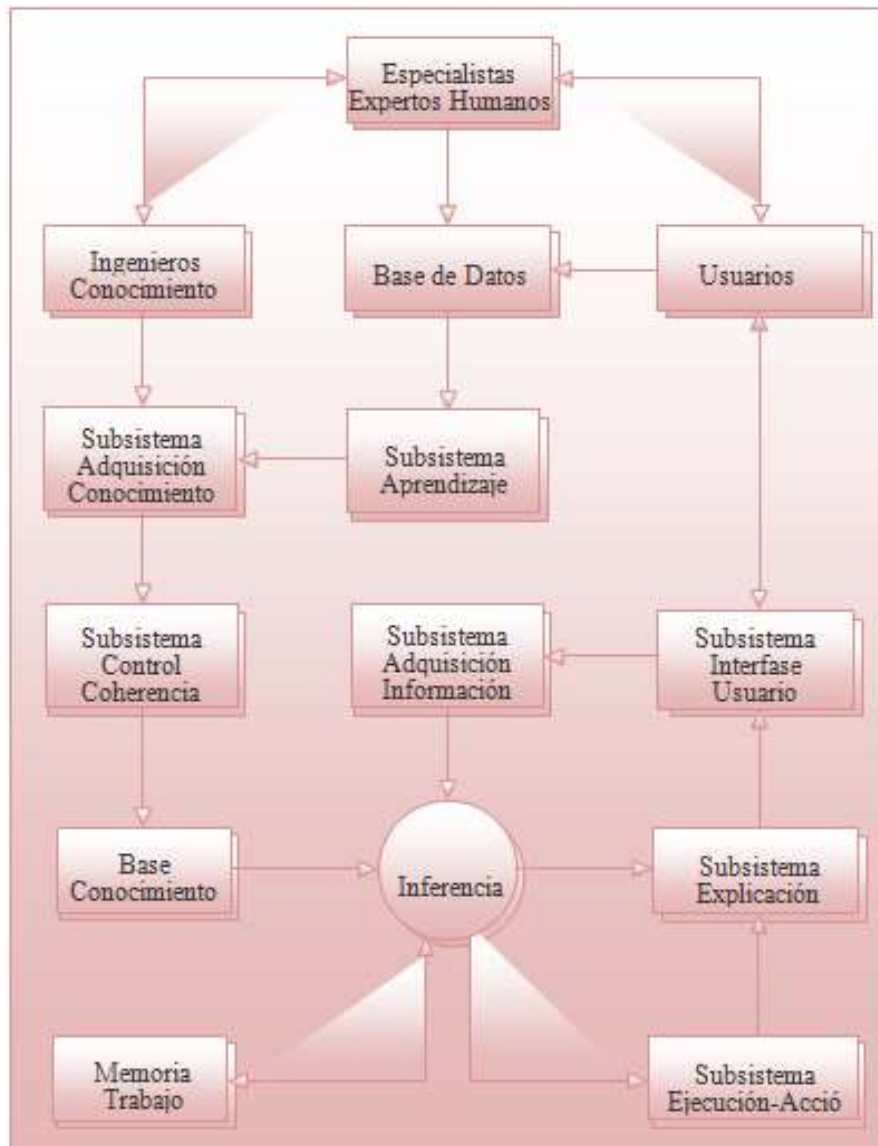 Especialistas
Expertos Humanos
Ingenieros
Conocimiento
Base de Datos
Usuarios
Subsistema
Adquisición
Conocimiento
Subsistema
Aprendizaje
Subsistema
Control
Coherencia
Subsistema
Adquisición
Información
Subsistema
Interfase
Usuario
Base
Conocimiento
Inferencia
Subsistema
Explicación
Memoria
Trabajo
Subsistema
Ejecución-Acció